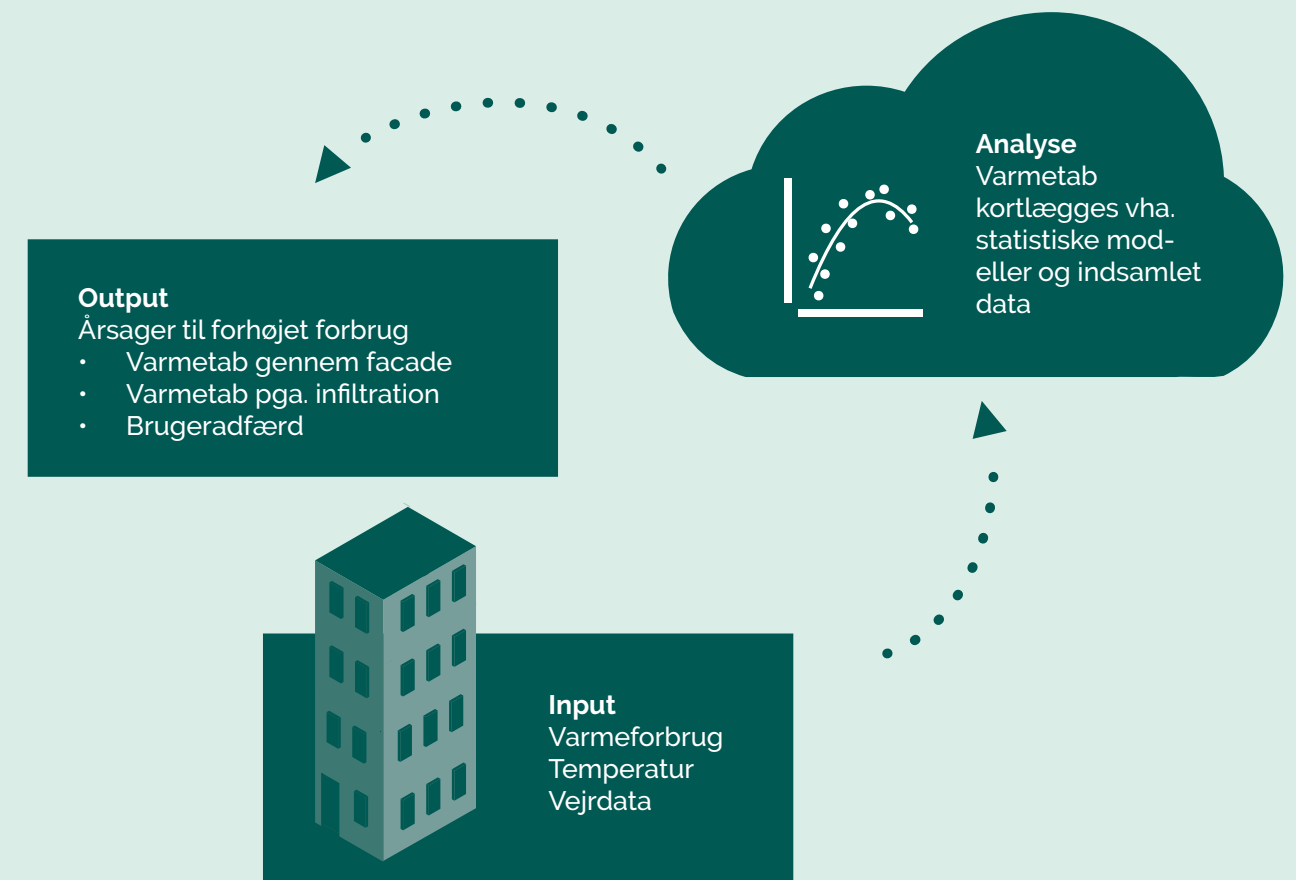 Analyse
Varmetab
kortlægges vha.
statistiske mod-
eller og indsamlet
data
Output
Årsager til forhøjet forbrug
• Varmetab gennem facade
• Varmetab pga. infiltration
• Brugeradfærd
Input
Varmeforbrug
Temperatur
Vejrdata